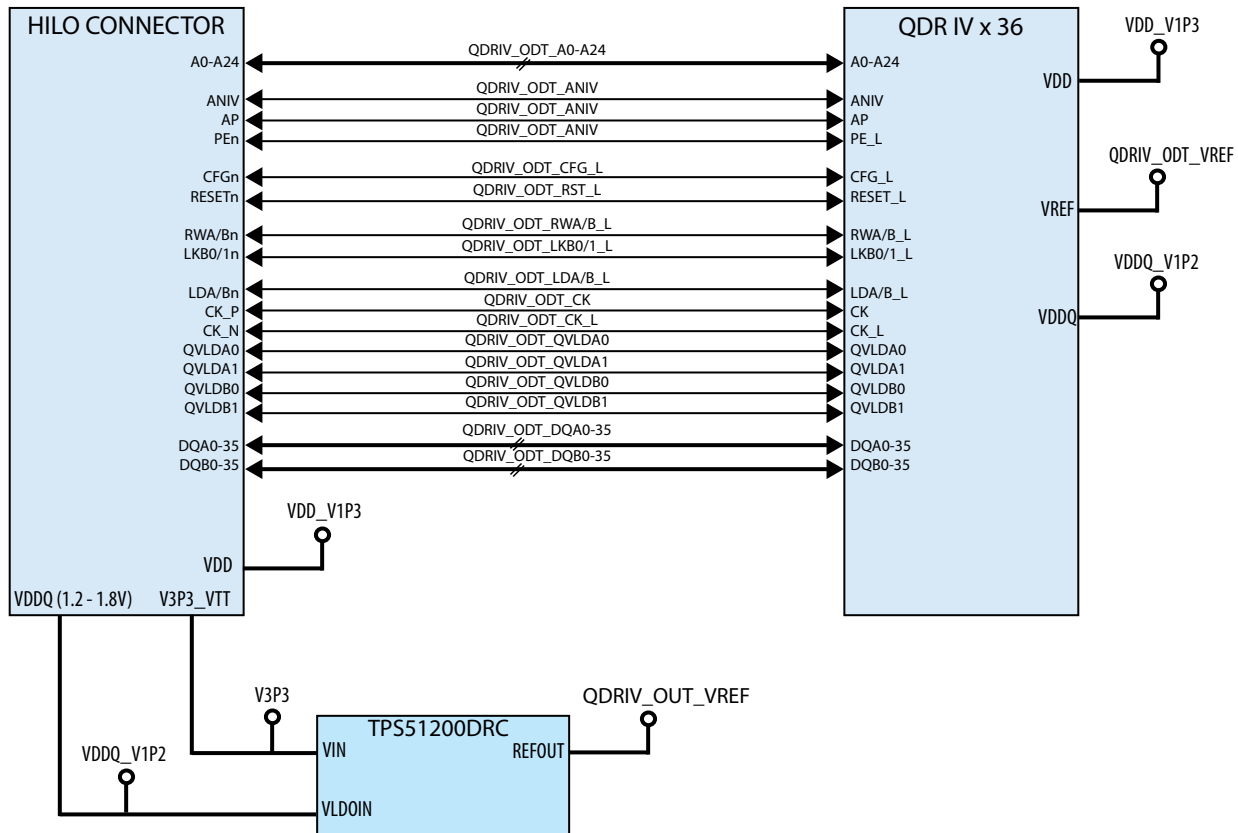 HILO CONNECTOR
QDR IV x 36
VDD_V1P3
A0-A24
QDRIV_ODT_A0-A24
A0-A24
VDD
ANIV
QDRIV_ODT_ANIV
ANIV
AP
QDRIV_ODT_ANIV
AP
PEn
QDRIV_ODT_ANIV
PE_L
QDRIV_ODT_VREF
CFGn
QDRIV_ODT_CFG_L
CFG_L
RESETn
QDRIV_ODT_RST_L
RESET_L
VREF
RWA/Bn
QDRIV_ODT_RWA/B_L
RWA/B_L
LKB0/1n
QDRIV_ODT_LKB0/1_L
LKB0/1_L
VDDQ_V1P2
LDA/Bn
QDRIV_ODT_LDA/B_L
LDA/B_L
CK_P
QDRIV_ODT_CK
CK
VDDQ
CK_N
QDRIV_ODT_CK_L
CK_L
QVLDA0
QDRIV_ODT_QVLDA0
QVLDA0
QVLDA1
QDRIV_ODT_QVLDA1
QVLDA1
QVLDB0
QDRIV_ODT_QVLDB0
QVLDB0
QVLDB1
QDRIV_ODT_QVLDB1
QVLDB1
DQA0-35
QDRIV_ODT_DQA0-35
DQA0-35
DQB0-35
QDRIV_ODT_DQB0-35
DQB0-35
VDD_V1P3
VDD
VDDQ (1.2 - 1.8V)
V3P3_VTT
V3P3
QDRIV_OUT_VREF
TPS51200DRC
VIN
REFOUT
VDDQ_V1P2
VLDOIN